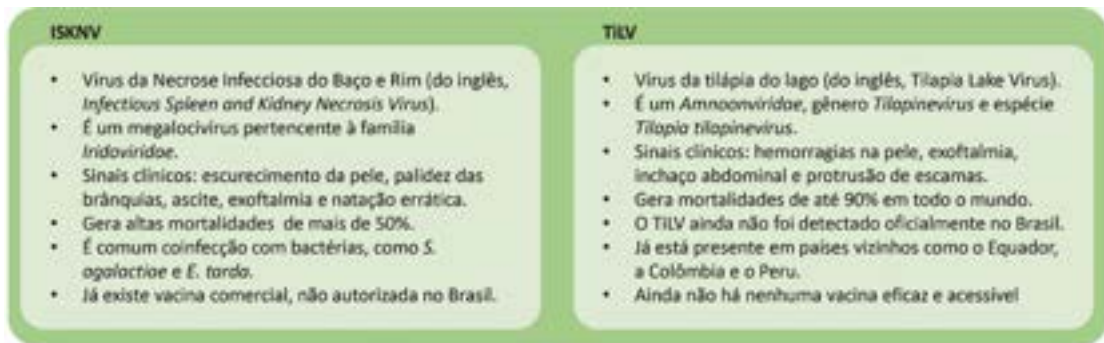 ISKNV
• Vírus da Necrose Infecciosa do Baço e Rim (do inglês,
Infectious Spleen and Kidney Necrosis Virus).
• É um megalocivirus pertencente à família
Iridoviridae.
• Sinais clínicos: escurecimento da pele, palidez das
brânquias, ascite, exoftalmia e natação errática.
• Gera altas mortalidades de mais de 50%.
• É comum coinfecção com bactérias, como S.
agalactiae e E. tarda.
• Já existe vacina comercial, não autorizada no Brasil.
TiLV
• Vírus da tilápia do lago (do inglês, Tilapia Lake Virus).
• É um Amnoonviridae, gênero Tilapinevirus e espécie
Tilapia tilapinevirus.
• Sinais clínicos: hemorragias na pele, exoftalmia,
inchaço abdominal e protrusão de escamas.
• Gera mortalidades de até 90% em todo o mundo.
• O TiLV ainda não foi detectado oficialmente no Brasil.
• Já está presente em países vizinhos como o Equador,
a Colômbia e o Peru.
• Ainda não há nenhuma vacina eficaz e acessível